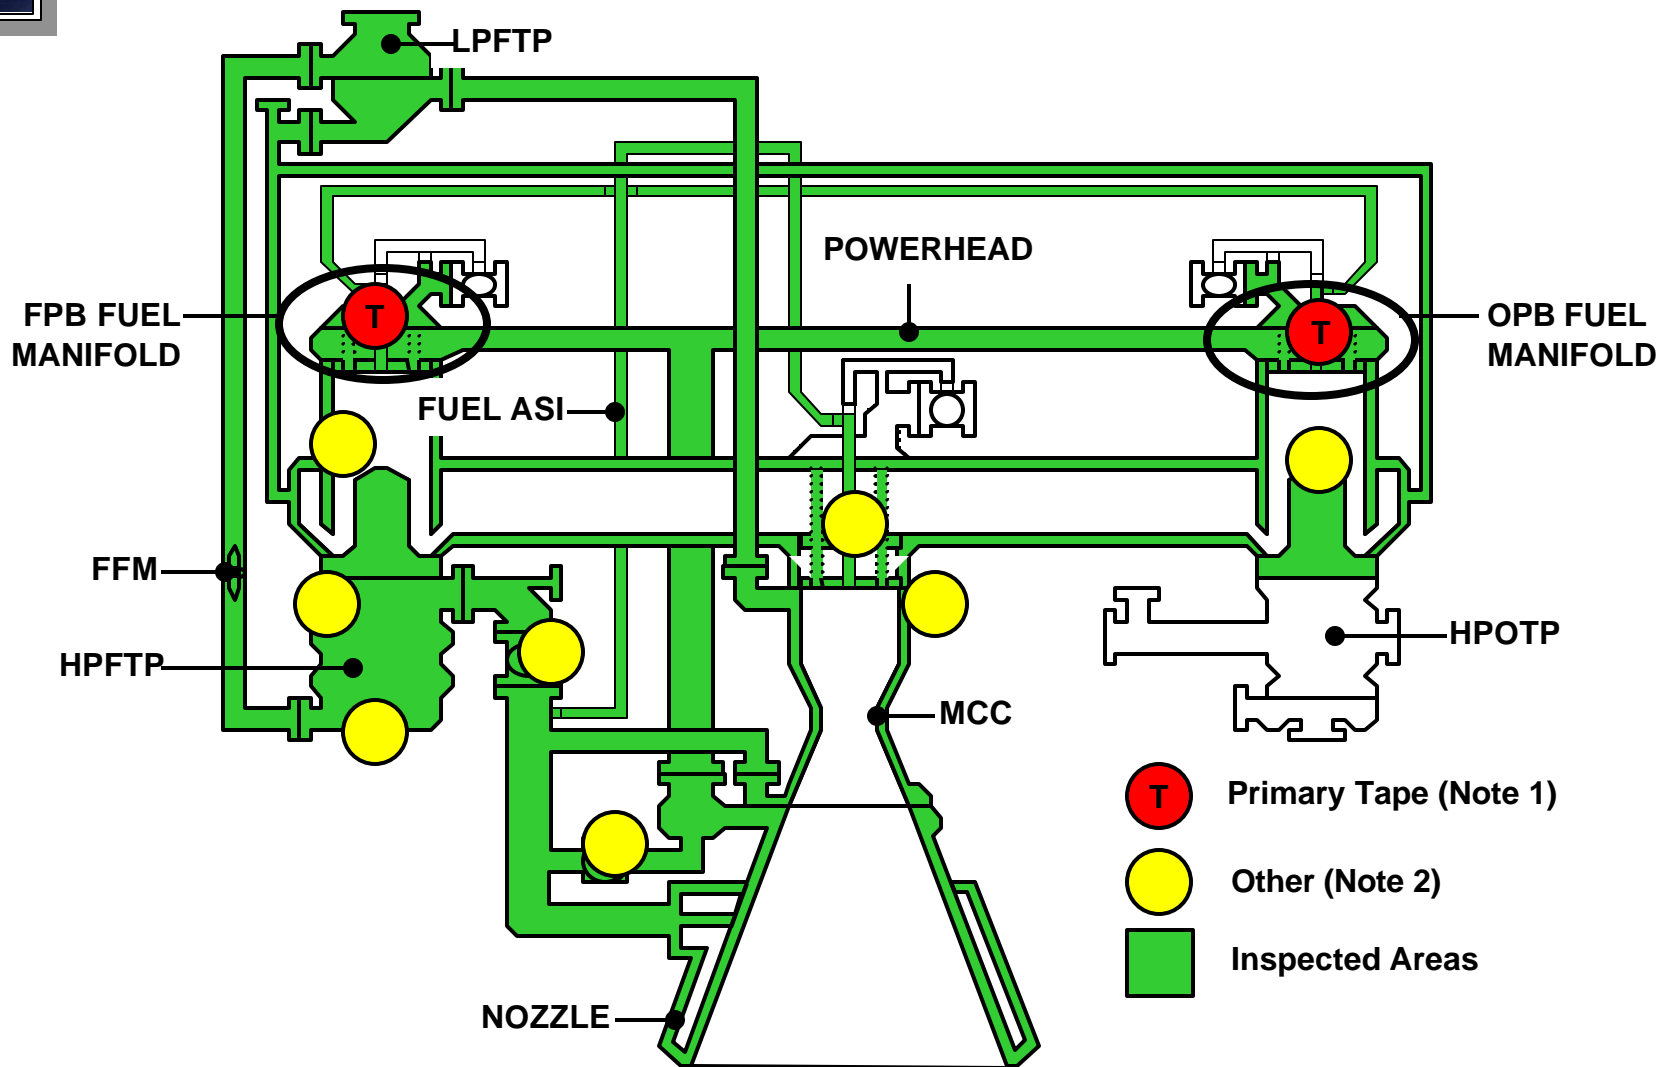 LPFTP
POWERHEAD
FPB FUEL
MANIFOLD
T
T
OPB FUEL
MANIFOLD
FUEL ASI
FFM
HPFTP
HPOTP
MCC
T Primary Tape (Note 1)
Other (Note 2)
Inspected Areas
NOZZLE